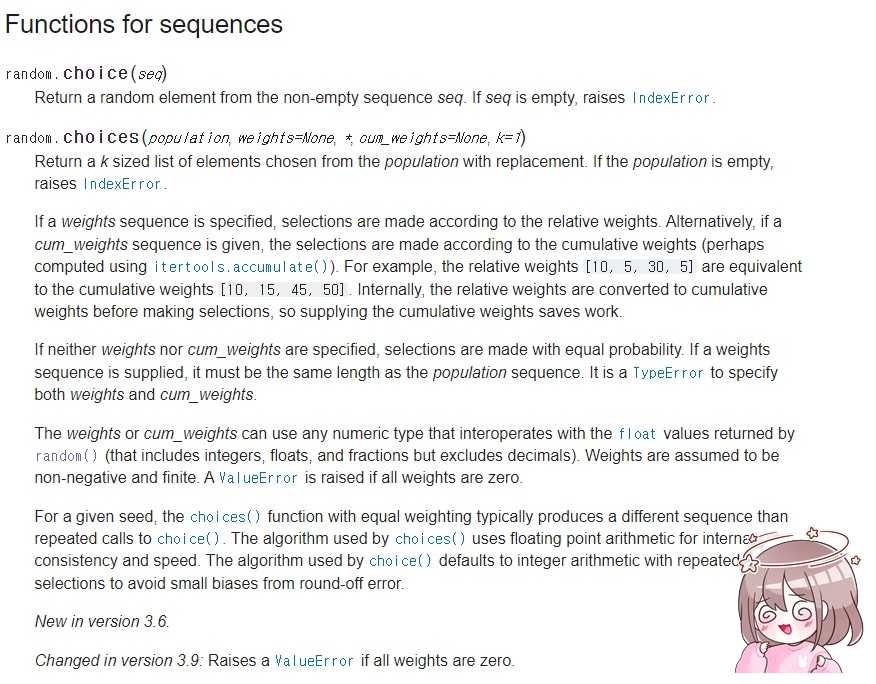 Functions for sequences
random.choice(seq)
Return a random element from the non-empty sequence seq. If seq is empty, raises IndexError.
random.choices(population, weights=None, *, cum_weights=None, k=1)
Return a k sized list of elements chosen from the population with replacement. If the population is empty,
raises IndexError.
If a weights sequence is specified, selections are made according to the relative weights. Alternatively, if a
cum_weights sequence is given, the selections are made according to the cumulative weights (perhaps
computed using itertools.accumulate()). For example, the relative weights [10, 5, 30, 5] are equivalent
to the cumulative weights [10, 15, 45, 50]. Internally, the relative weights are converted to cumulative
weights before making selections, so supplying the cumulative weights saves work.
If neither weights nor cum_weights are specified, selections are made with equal probability. If a weights
sequence is supplied, it must be the same length as the population sequence. It is a TypeError to specify
both weights and cum_weights.
The weights or cum_weights can use any numeric type that interoperates with the float values returned by
random() (that includes integers, floats, and fractions but excludes decimals). Weights are assumed to be
non-negative and finite. A ValueError is raised if all weights are zero.
For a given seed, the choices() function with equal weighting typically produces a different sequence than
repeated calls to choice(). The algorithm used by choices() uses floating point arithmetic for interna
consistency and speed. The algorithm used by choice() defaults to integer arithmetic with repeated
selections to avoid small biases from round-off error.
New in version 3.6.
Changed in version 3.9: Raises a ValueError if all weights are zero.